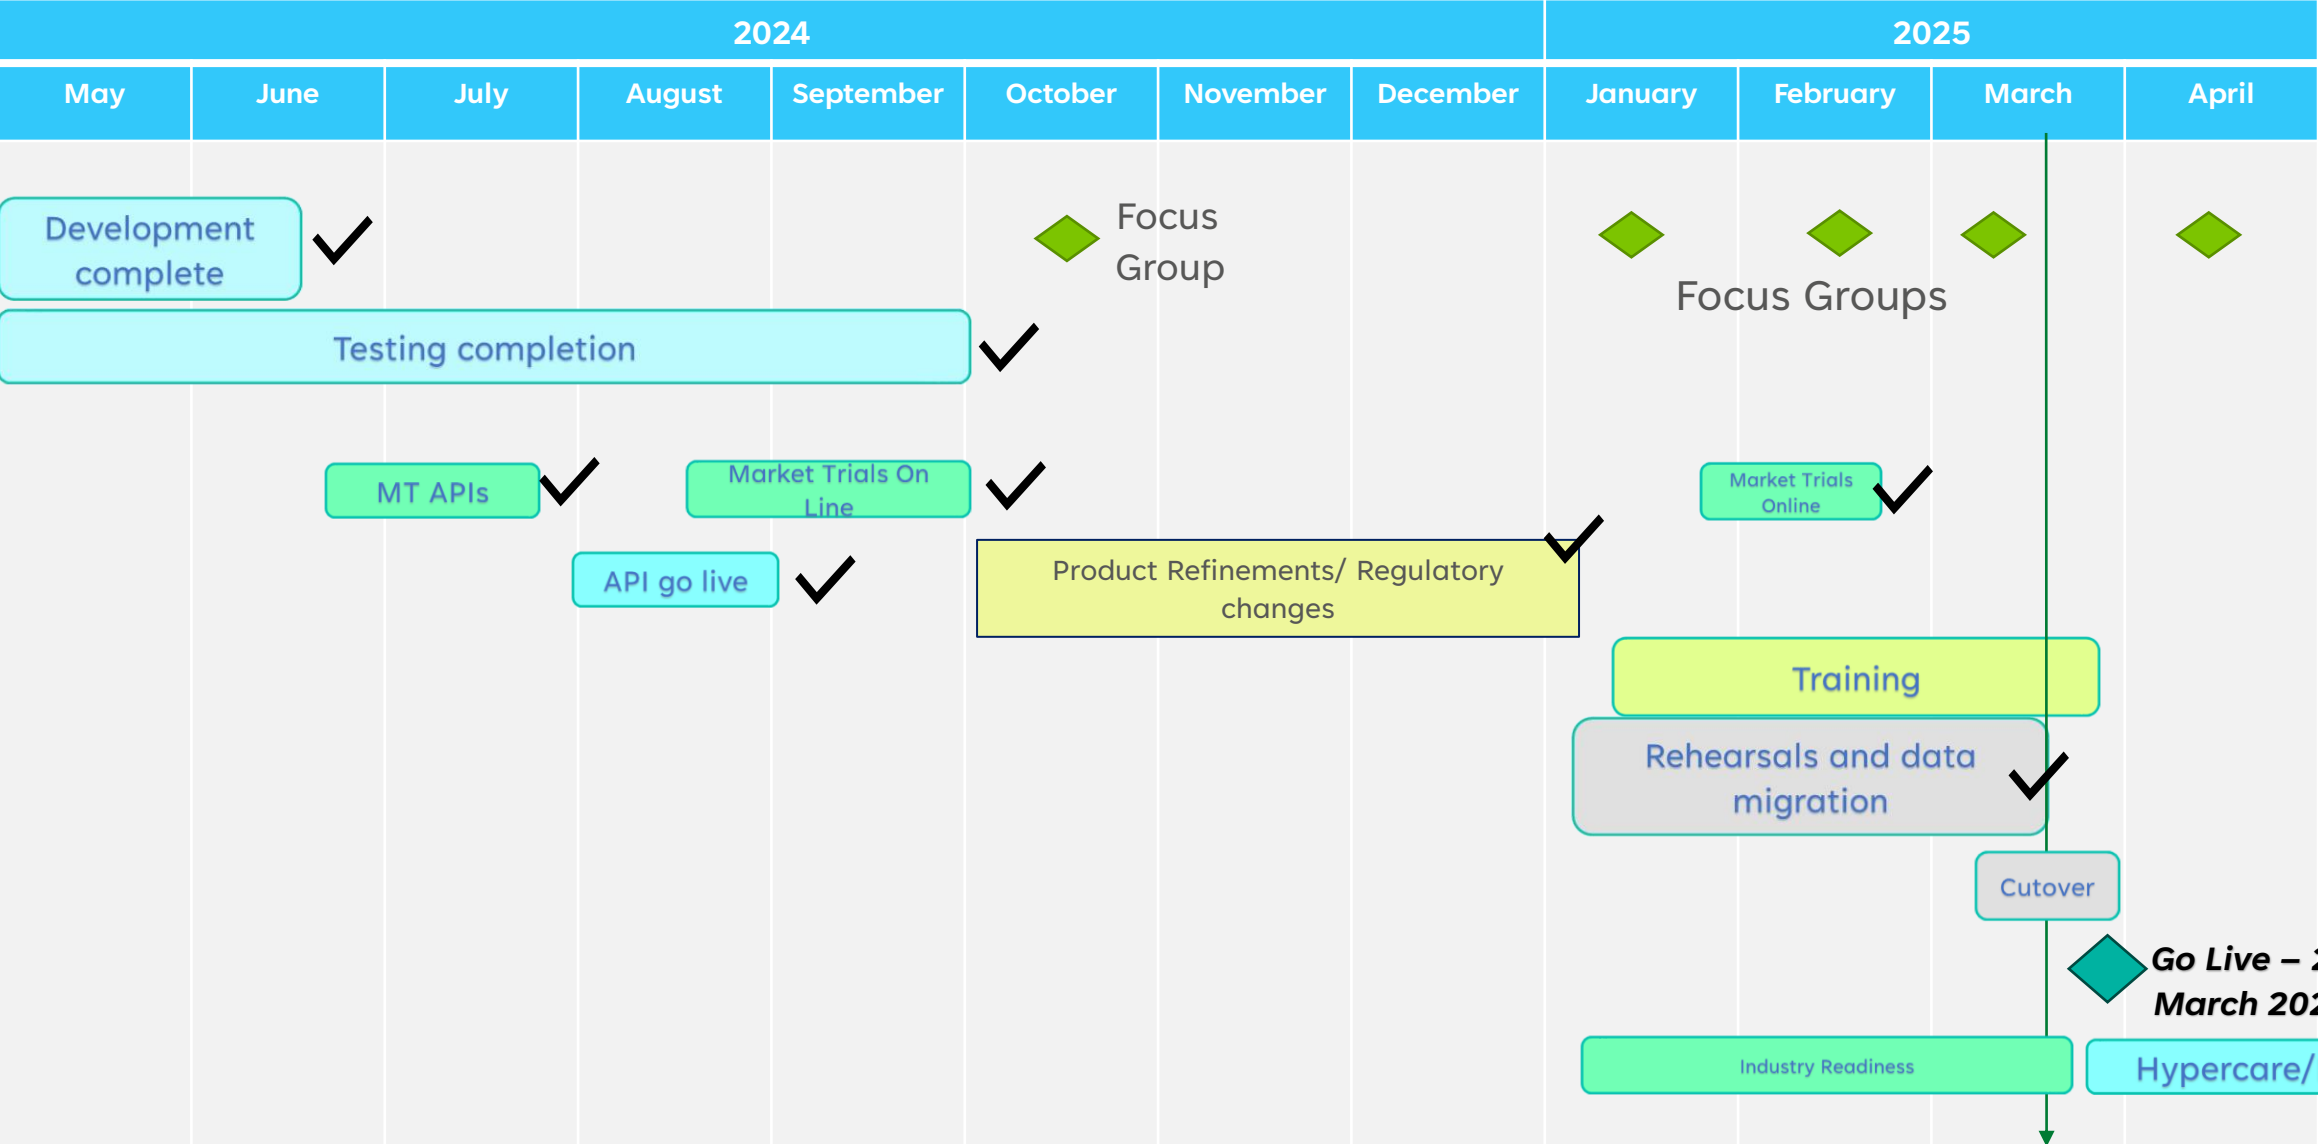 2024
2025
May
June
July
August
September
October
November
December
January
February
March
April
Development
complete
Focus
Group
Focus Groups
Testing completion
MT APIs
Market Trials On
Line
Market Trials
Online
API go live
Product Refinements/ Regulatory
changes
Training
Rehearsals and data
migration
Cutover
Go Live –
March
Industry Readiness
Hypercare/